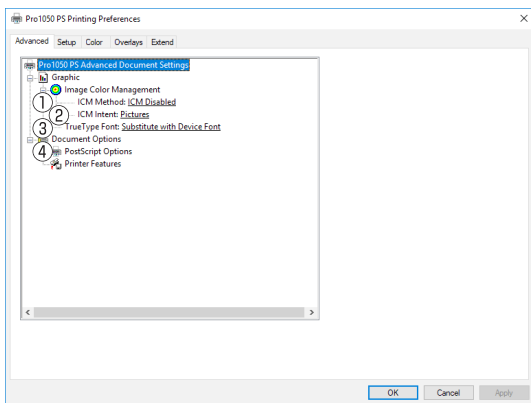 Pro1050 PS Printing Preferences
Advanced Setup Color Overlays Extend
Pro1050 PS Advanced Document Settings
Graphic
Image Color Management
1 ICM Method: ICM Disabled
2 ICM Intent: Pictures
3 TrueType Font: Substitute with Device Font
Document Options
4 PostScript Options
Printer Features
OK Cancel Apply